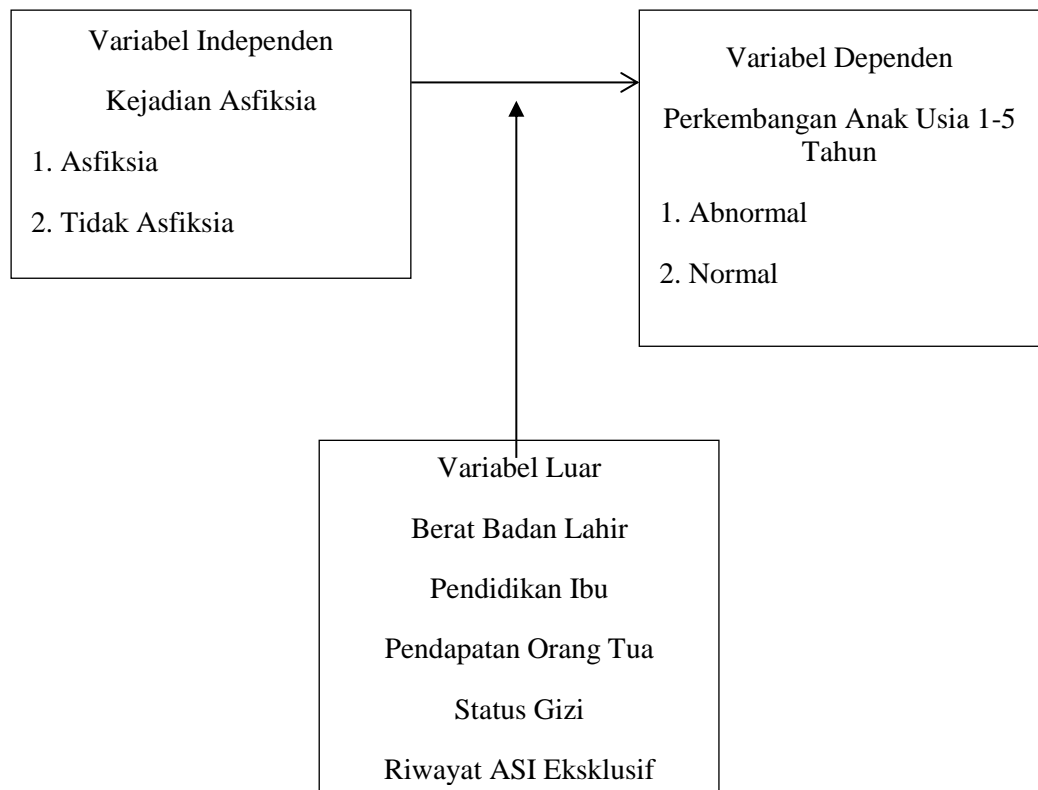 Variabel Independen
Kejadian Asfiksia
1. Asfiksia
2. Tidak Asfiksia
Variabel Dependen
Perkembangan Anak Usia 1-5
Tahun
1. Abnormal
2. Normal
Variabel Luar
Berat Badan Lahir
Pendidikan Ibu
Pendapatan Orang Tua
Status Gizi
Riwayat ASI Eksklusif